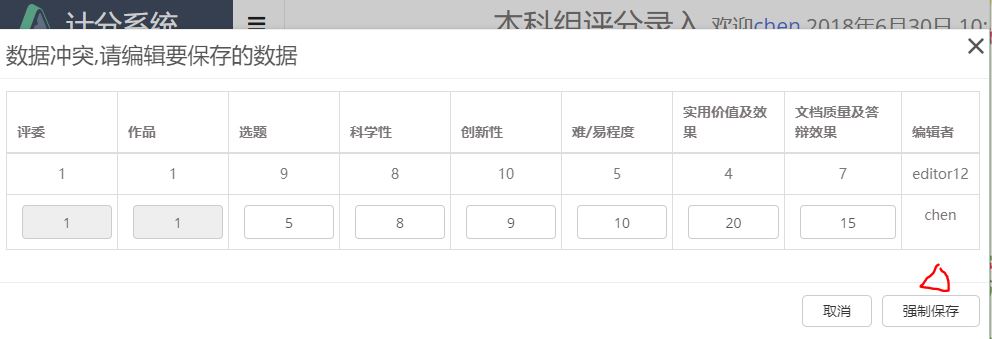 计分系统
本科组评分录入 欢迎chen 2018年6月30日 10:
数据冲突,请编辑要保存的数据
评委 作品 选题 科学性 创新性 难/易程度 实用价值及效果 文档质量及答辩效果 编辑者
1 1 9 8 10 5 4 7 editor12
1 1 5 8 9 10 20 15 chen
取消 强制保存